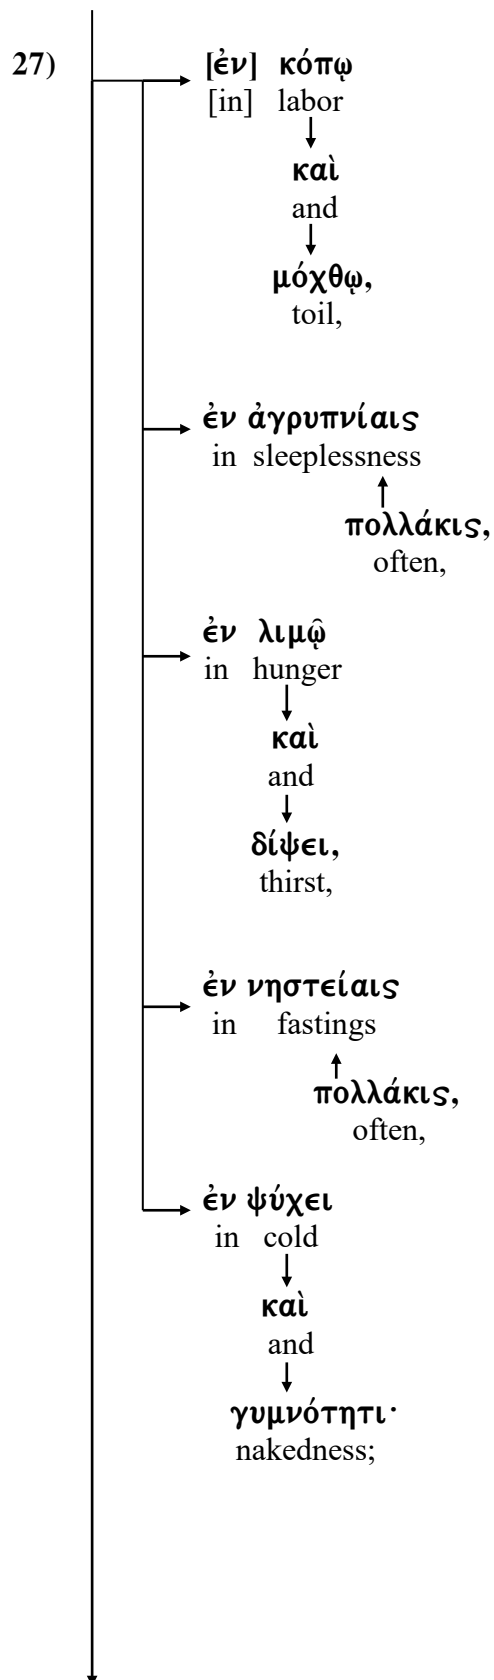 27) [ἐν] κόπῳ
[in] labor
καὶ
and
μόχθῳ,
toil,
ἐν ἀγρυπνίαις
in sleeplessness
πολλάκις,
often,
ἐν λιμῷ
in hunger
καὶ
and
δίψει,
thirst,
ἐν νηστείαις
in fastings
πολλάκις,
often,
ἐν ψύχει
in cold
καὶ
and
γυμνότητι·
nakedness;